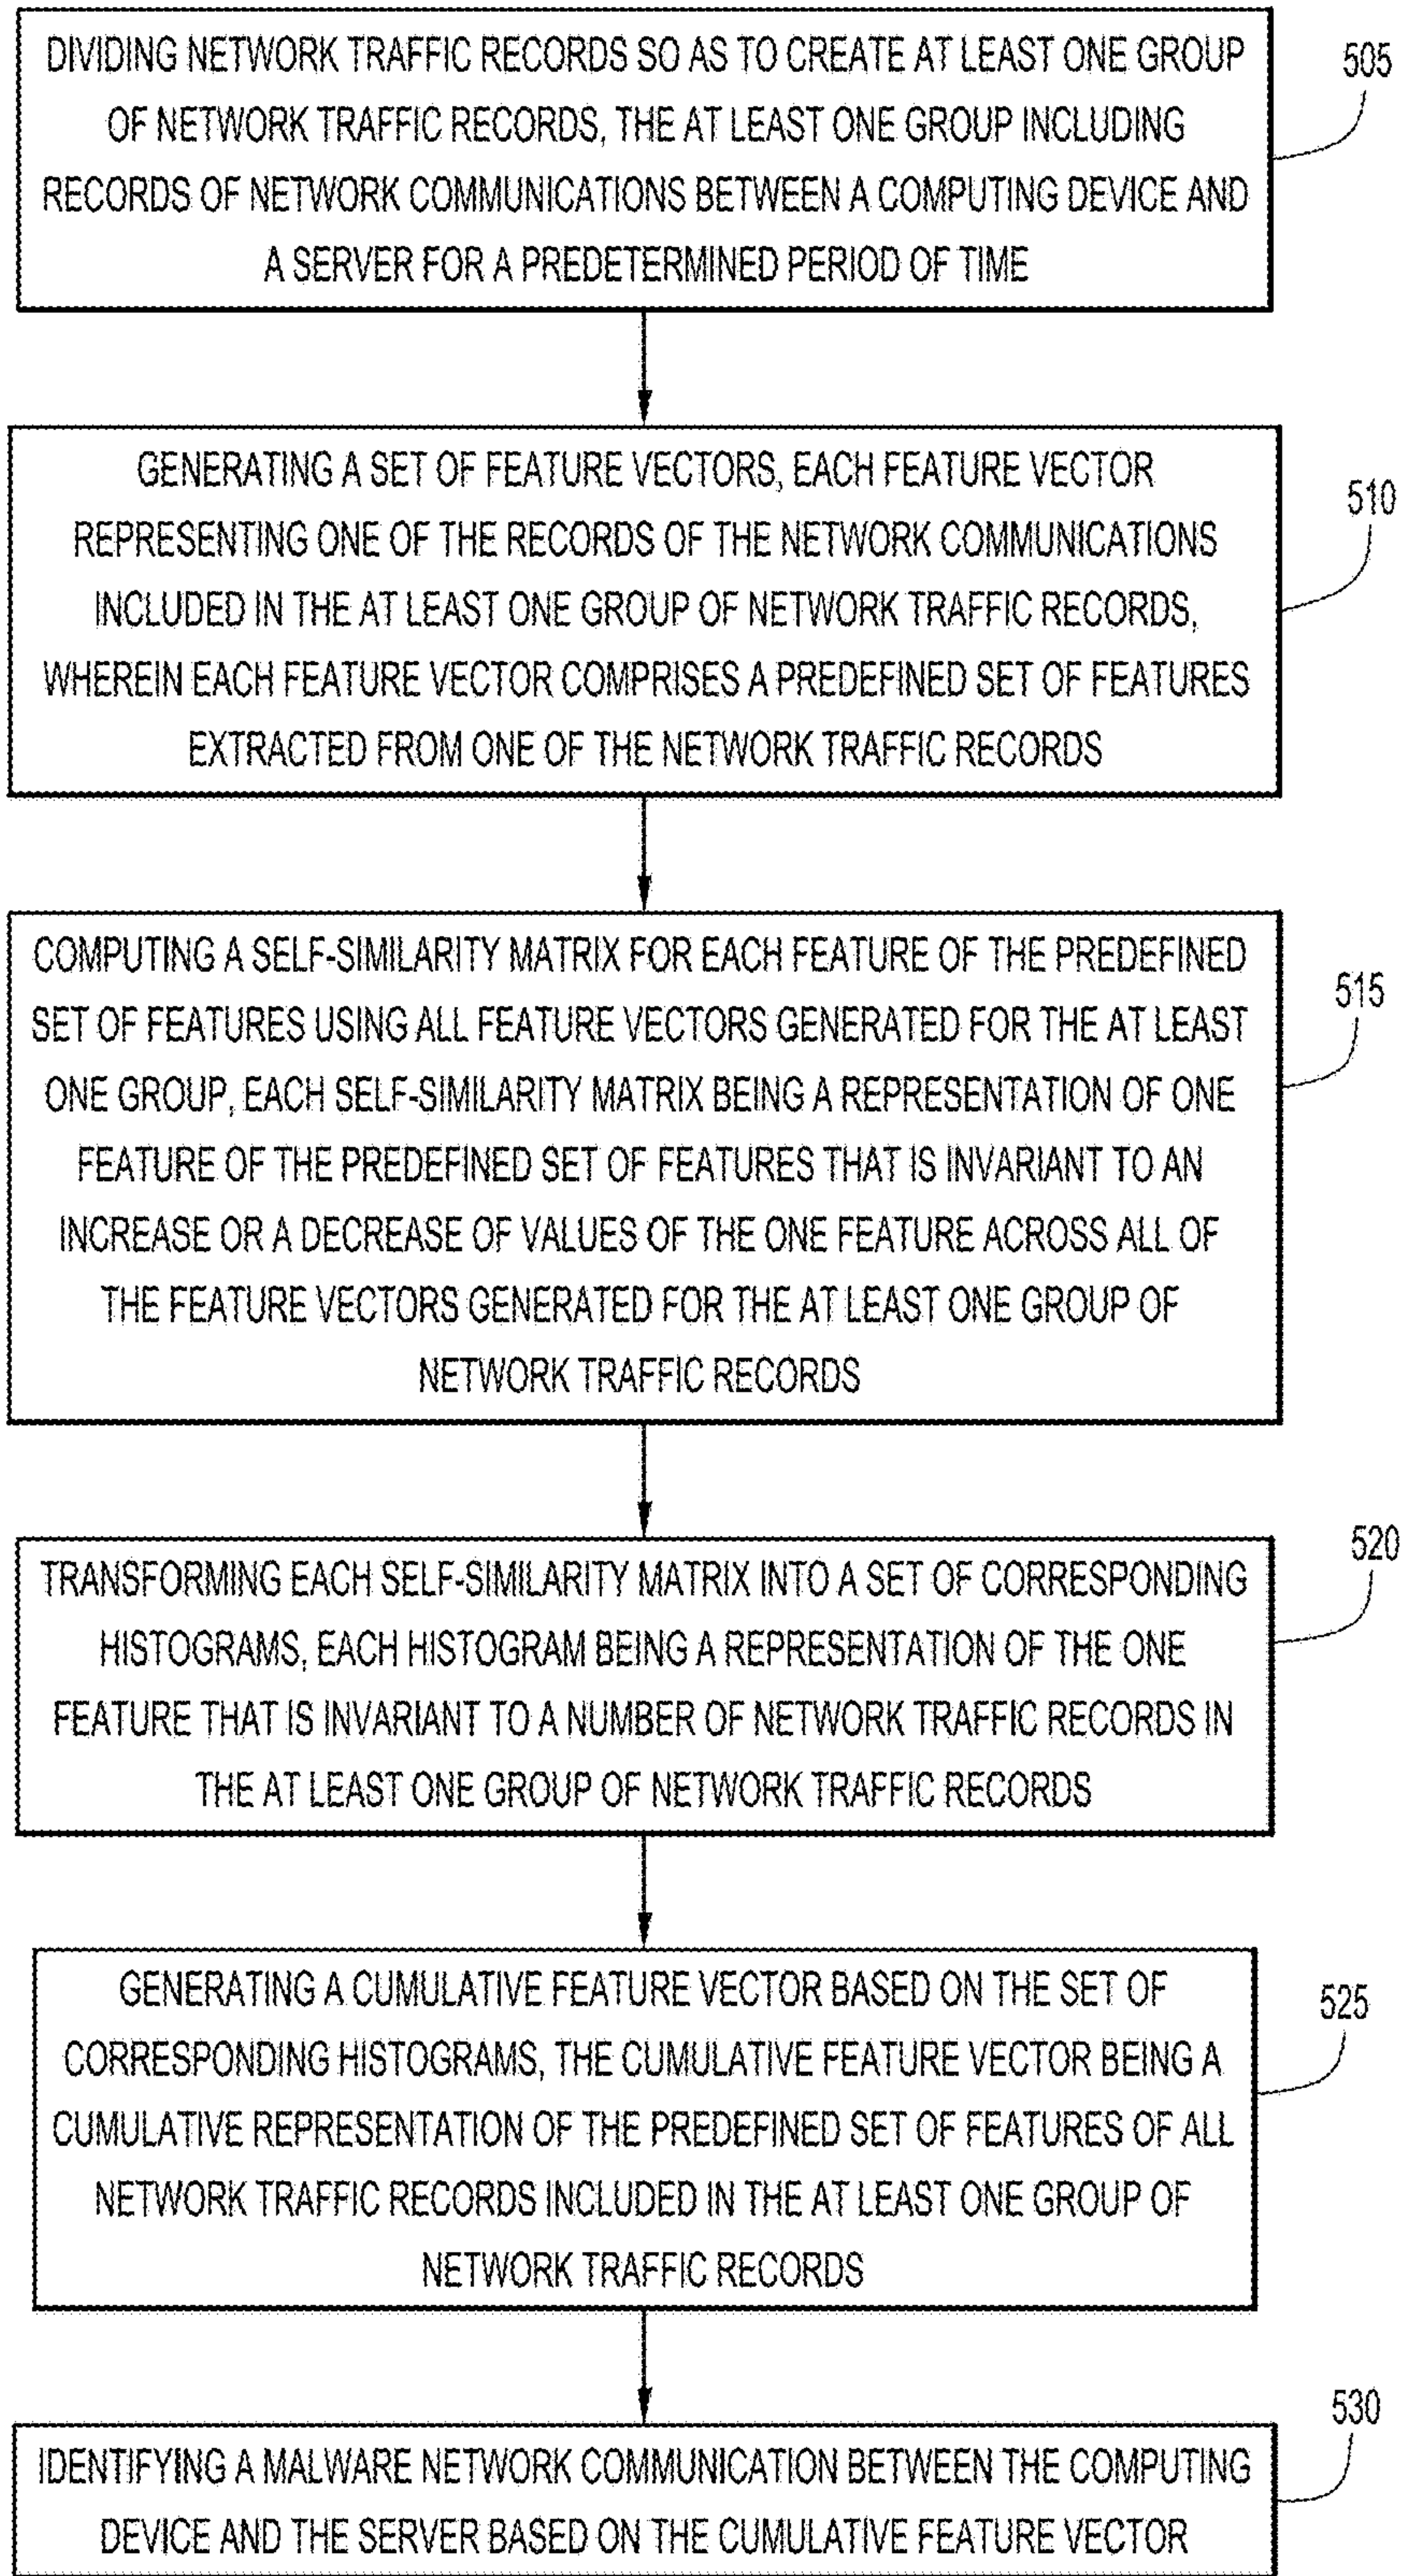 DIVIDING NETWORK TRAFFIC RECORDS SO AS TO CREATE AT LEAST ONE GROUP
OF NETWORK TRAFFIC RECORDS, THE AT LEAST ONE GROUP INCLUDING
RECORDS OF NETWORK COMMUNICATIONS BETWEEN A COMPUTING DEVICE AND
A SERVER FOR A PREDETERMINED PERIOD OF TIME
505
GENERATING A SET OF FEATURE VECTORS, EACH FEATURE VECTOR
REPRESENTING ONE OF THE RECORDS OF THE NETWORK COMMUNICATIONS
INCLUDED IN THE AT LEAST ONE GROUP OF NETWORK TRAFFIC RECORDS,
WHEREIN EACH FEATURE VECTOR COMPRISES A PREDEFINED SET OF FEATURES
EXTRACTED FROM ONE OF THE NETWORK TRAFFIC RECORDS
510
COMPUTING A SELF-SIMILARITY MATRIX FOR EACH FEATURE OF THE PREDEFINED
SET OF FEATURES USING ALL FEATURE VECTORS GENERATED FOR THE AT LEAST
ONE GROUP, EACH SELF-SIMILARITY MATRIX BEING A REPRESENTATION OF ONE
FEATURE OF THE PREDEFINED SET OF FEATURES THAT IS INVARIANT TO AN
INCREASE OR A DECREASE OF VALUES OF THE ONE FEATURE ACROSS ALL OF
THE FEATURE VECTORS GENERATED FOR THE AT LEAST ONE GROUP OF
NETWORK TRAFFIC RECORDS
515
TRANSFORMING EACH SELF-SIMILARITY MATRIX INTO A SET OF CORRESPONDING
HISTOGRAMS, EACH HISTOGRAM BEING A REPRESENTATION OF THE ONE
FEATURE THAT IS INVARIANT TO A NUMBER OF NETWORK TRAFFIC RECORDS IN
THE AT LEAST ONE GROUP OF NETWORK TRAFFIC RECORDS
520
GENERATING A CUMULATIVE FEATURE VECTOR BASED ON THE SET OF
CORRESPONDING HISTOGRAMS, THE CUMULATIVE FEATURE VECTOR BEING A
CUMULATIVE REPRESENTATION OF THE PREDEFINED SET OF FEATURES OF ALL
NETWORK TRAFFIC RECORDS INCLUDED IN THE AT LEAST ONE GROUP OF
NETWORK TRAFFIC RECORDS
525
IDENTIFYING A MALWARE NETWORK COMMUNICATION BETWEEN THE COMPUTING
DEVICE AND THE SERVER BASED ON THE CUMULATIVE FEATURE VECTOR
530